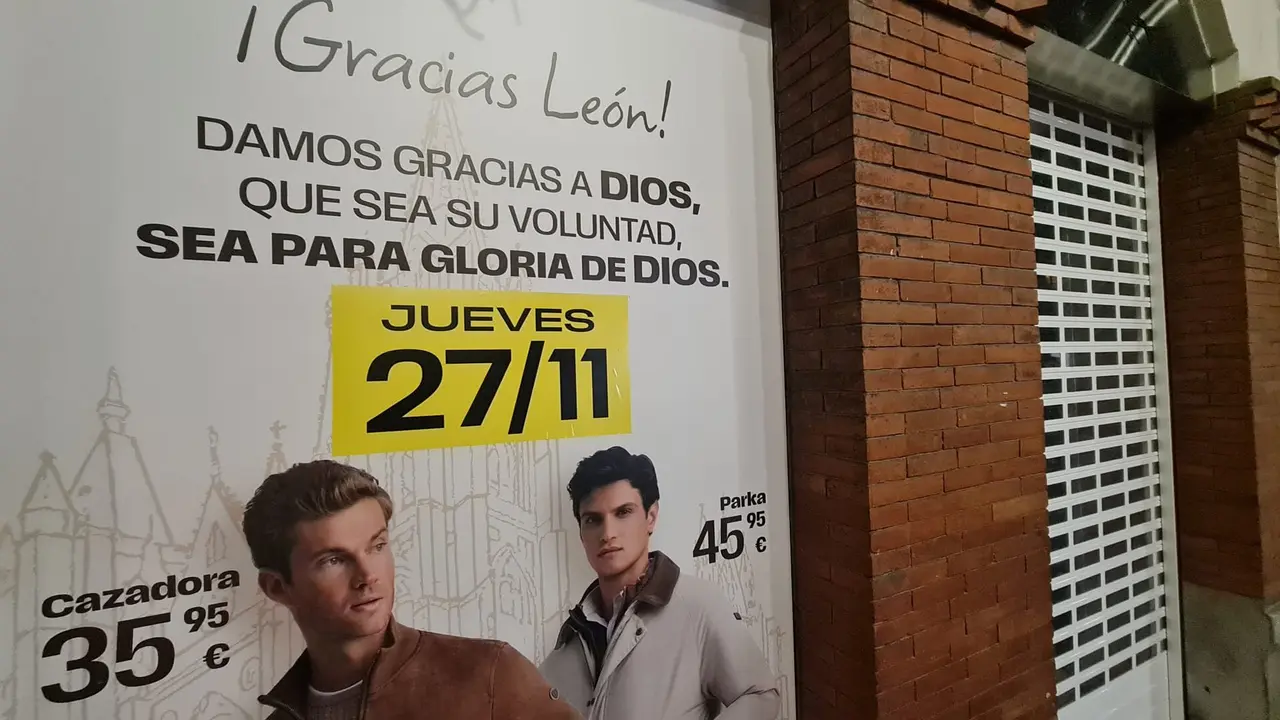 ¡Gracias León!
DAMOS GRACIAS A DIOS,
QUE SEA SU VOLUNTAD,
SEA PARA GLORIA DE DIOS.
JUEVES
27/11
Parka
45 95 €
Cazadora
35 95 €